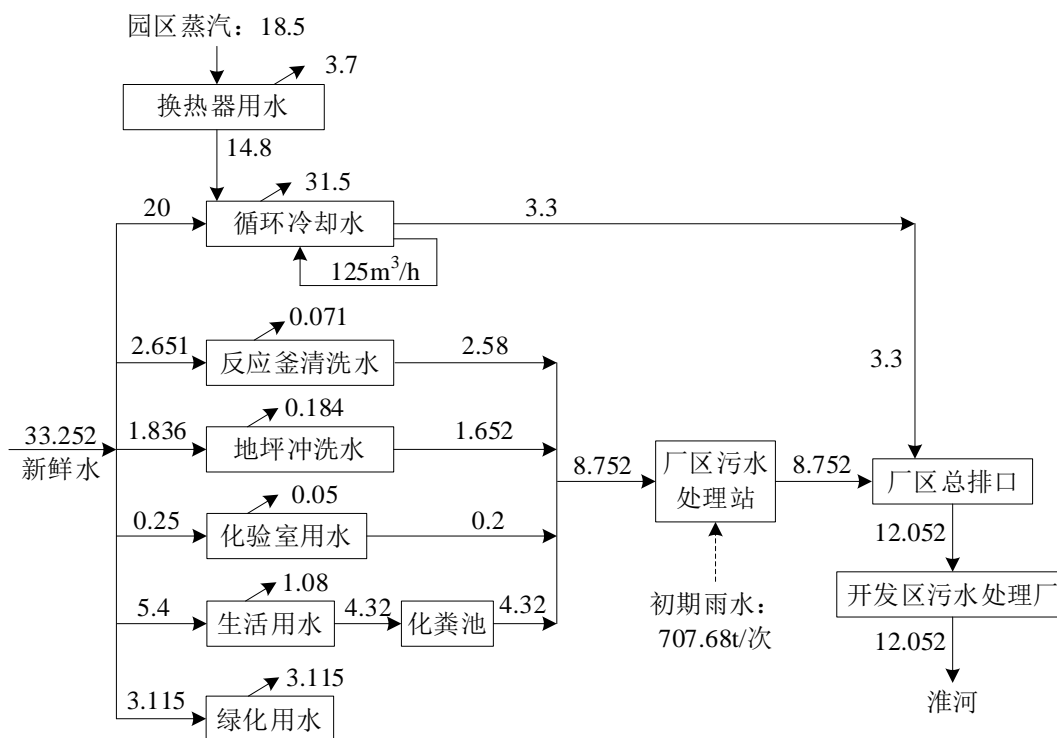 园区蒸汽：18.5
3.7
换热器用水
14.8
31.5
20
循环冷却水
3.3
125m³/h
0.071
2.651
反应釜清洗水
2.58
3.3
0.184
33.252
新鲜水
1.836
地坪冲洗水
1.652
8.752
厂区污水
处理站
8.752
厂区总排口
0.05
0.25
化验室用水
0.2
12.052
1.08
5.4
生活用水
4.32
化粪池
4.32
初期雨水：
707.68t/次
开发区污水处理厂
12.052
3.115
3.115
绿化用水
淮河